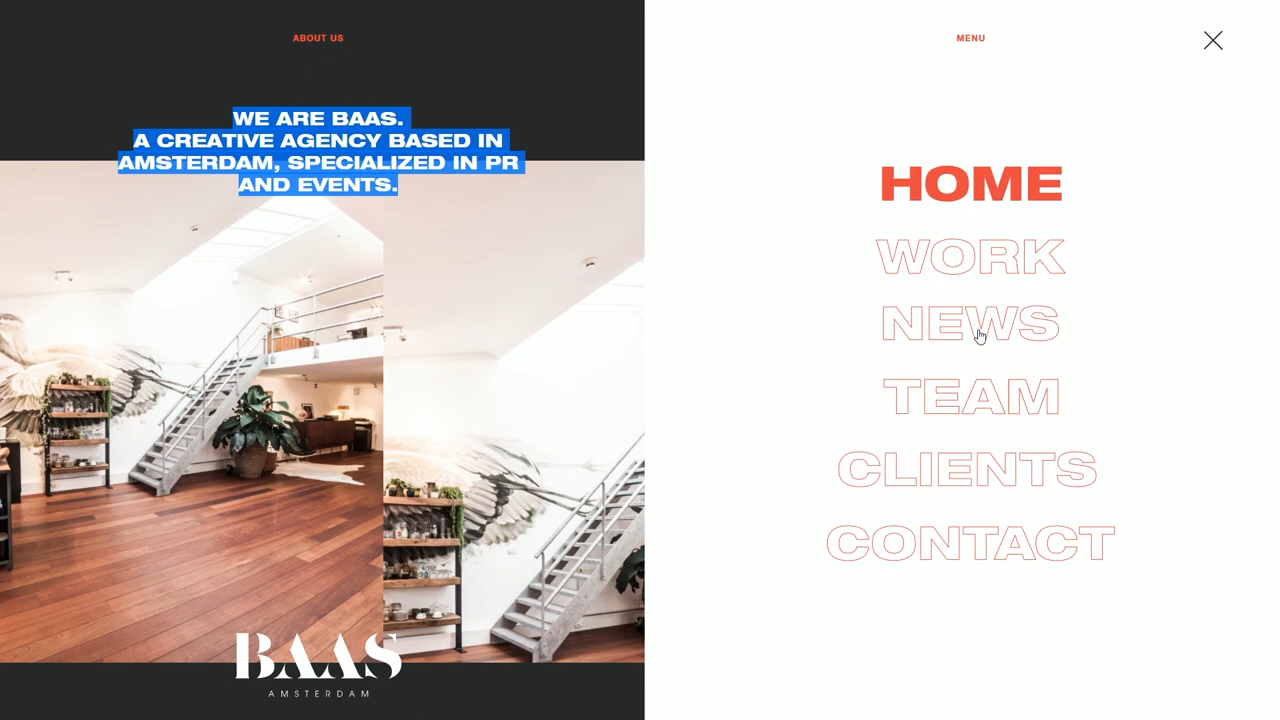 ABOUT US
WE ARE BAAS.
A CREATIVE AGENCY BASED IN
AMSTERDAM, SPECIALIZED IN PR
AND EVENTS.
BAAS
AMSTERDAM
MENU
HOME
WORK
NEWS
TEAM
CLIENTS
CONTACT